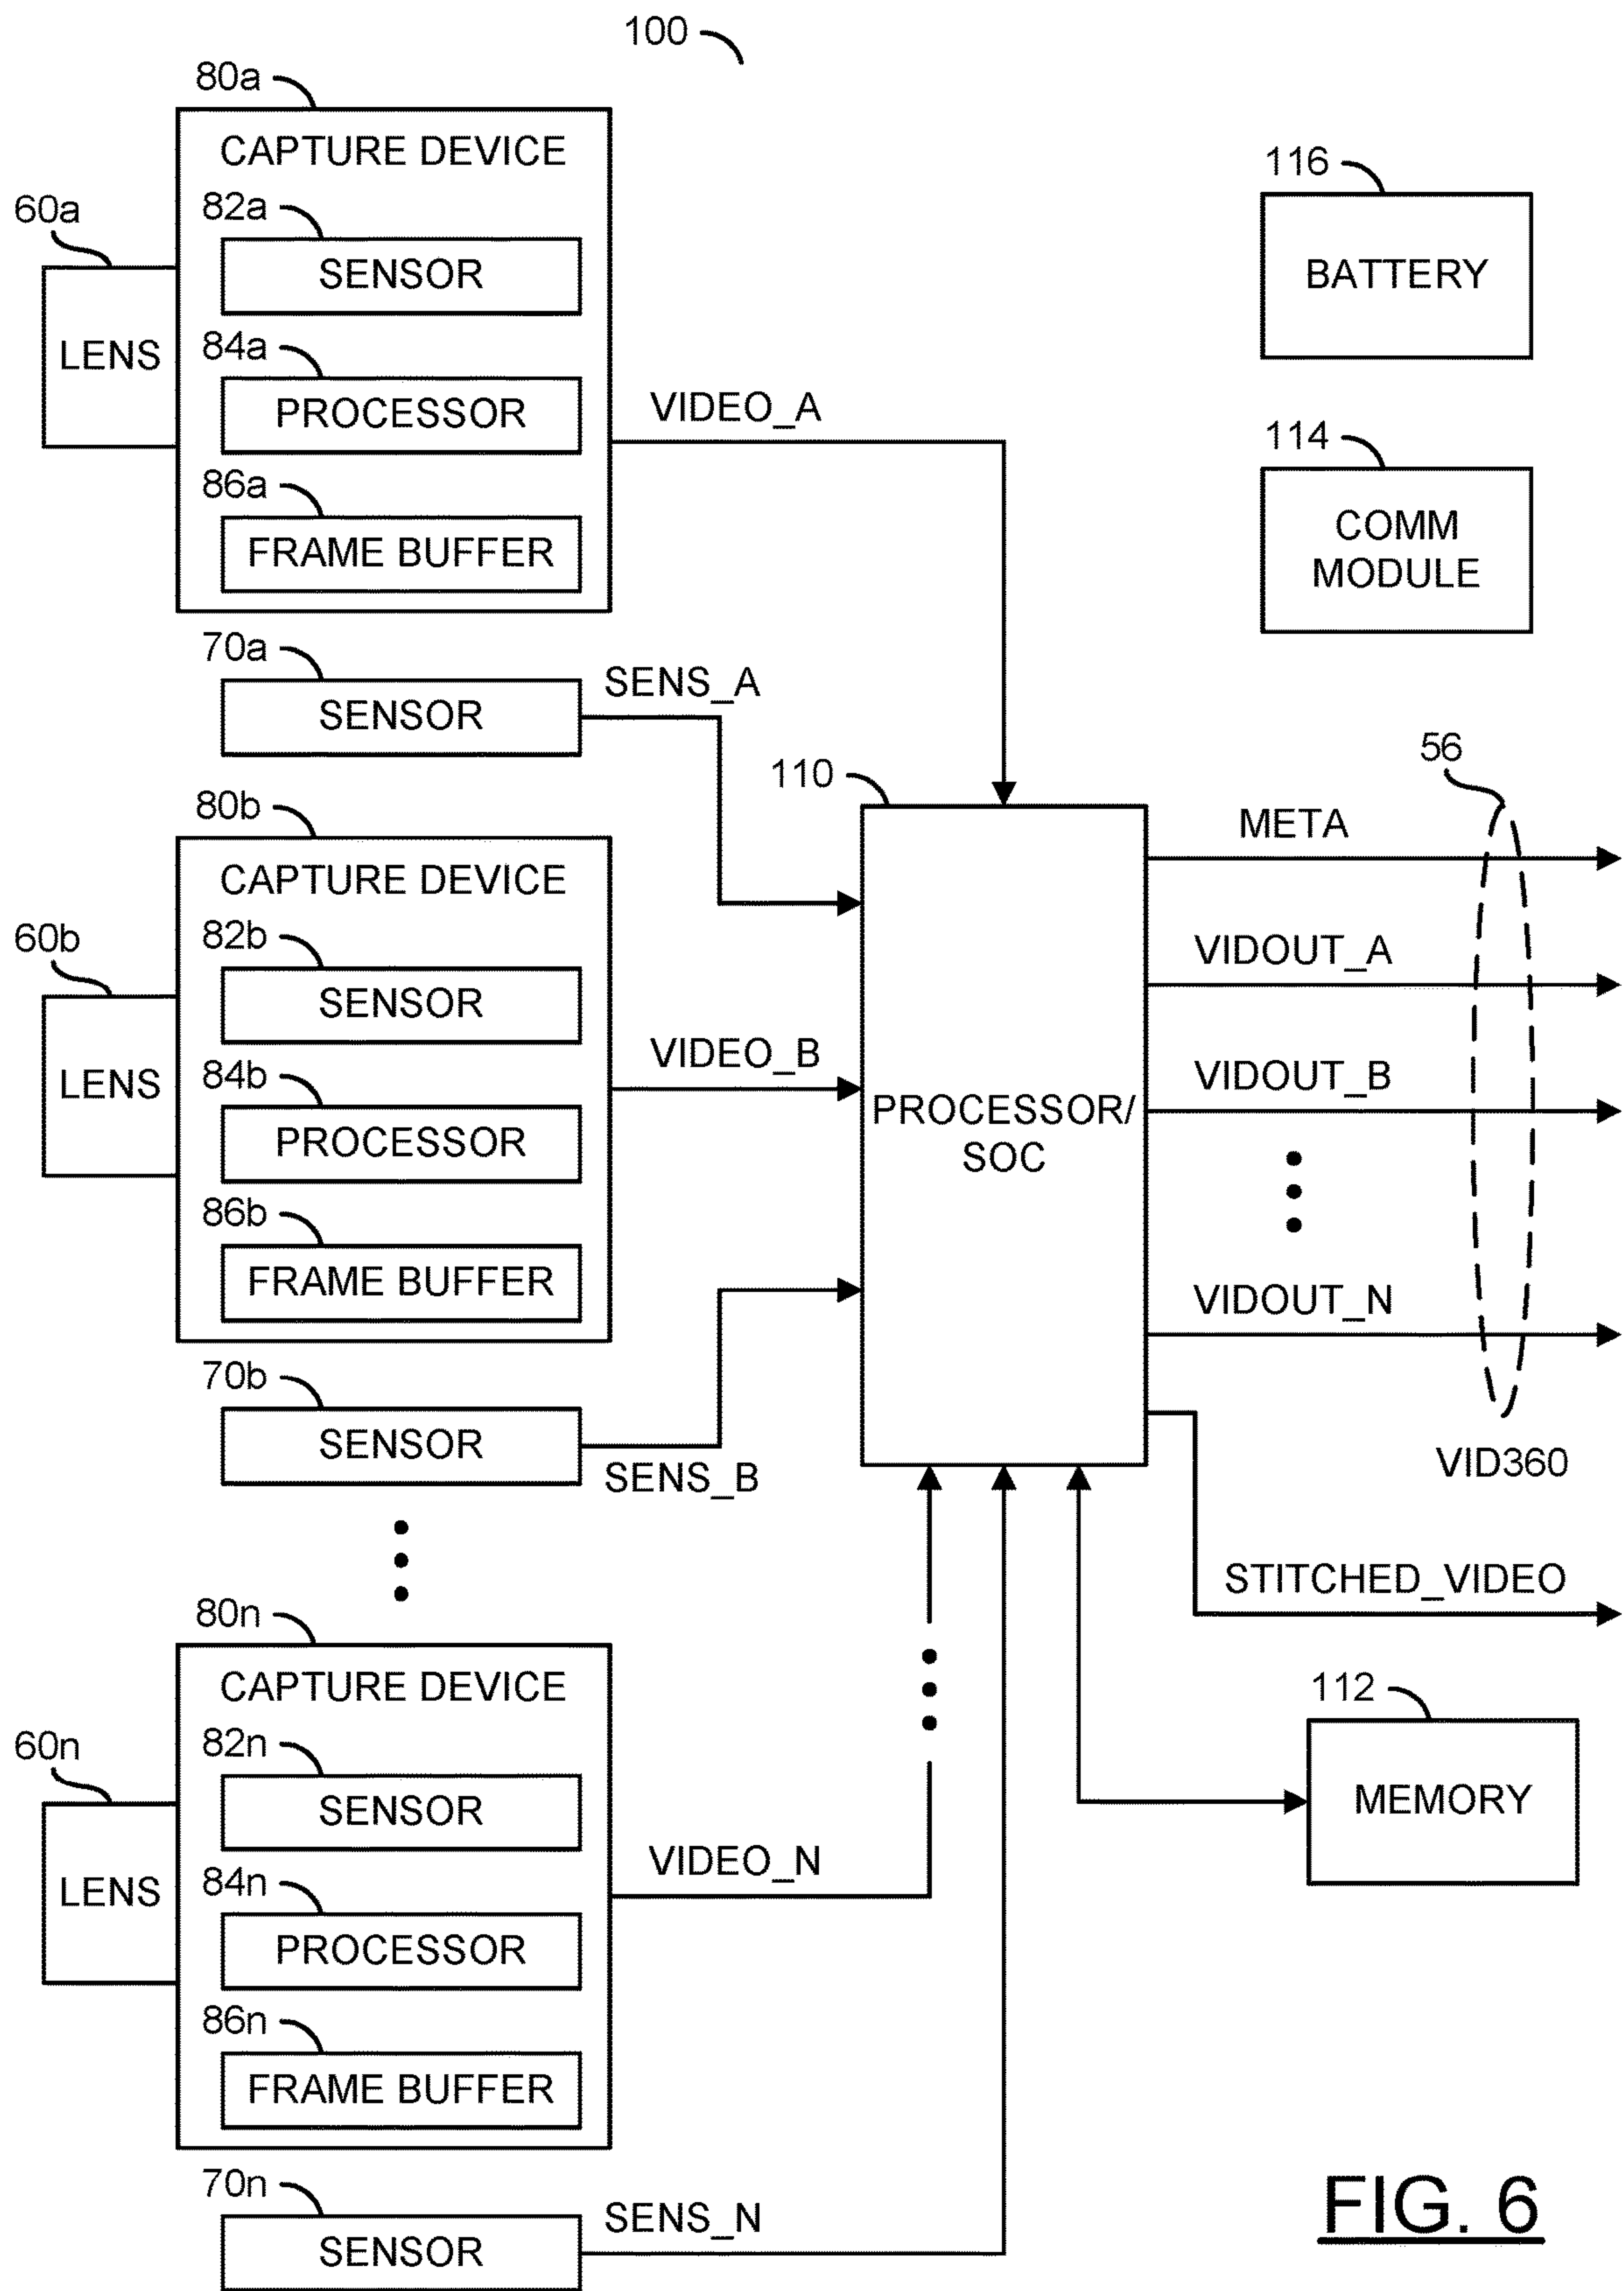 100
80a
CAPTURE DEVICE
116
82a
60a
SENSOR
BATTERY
84a
LENS
PROCESSOR
VIDEO_A
114
86a
FRAME BUFFER
COMM
MODULE
70a
SENS_A
SENSOR
56
110
80b
META
CAPTURE DEVICE
82b
60b
VIDOUT_A
SENSOR
VIDEO_B
84b
VIDOUT_B
LENS
PROCESSOR/
SOC
PROCESSOR
86b
FRAME BUFFER
VIDOUT_N
70b
SENSOR
VID360
SENS_B
STITCHED_VIDEO
80n
CAPTURE DEVICE
112
82n
60n
SENSOR
MEMORY
VIDEO_N
84n
LENS
PROCESSOR
86n
FRAME BUFFER
70n
SENS_N
SENSOR
FIG. 6